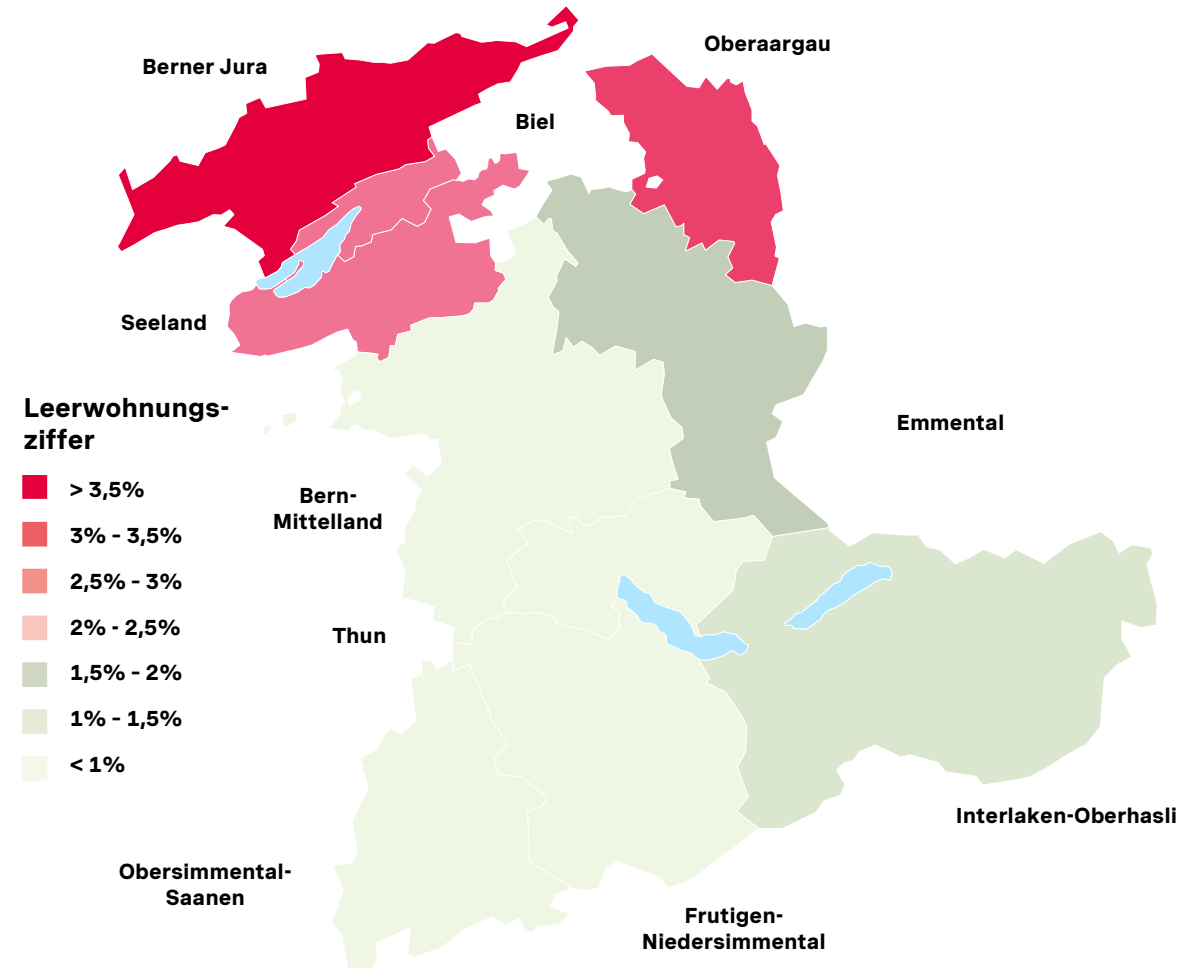 Oberaargau
Berner Jura
Biel
Seeland
Leerwohnungs-
ziffer
> 3,5%
3% - 3,5%
2,5% - 3%
2% - 2,5%
1,5% - 2%
1% - 1,5%
< 1%
Emmental
Bern-
Mittelland
Thun
Interlaken-Oberhasli
Obersimmental-
Saanen
Frutigen-
Niedersimmental